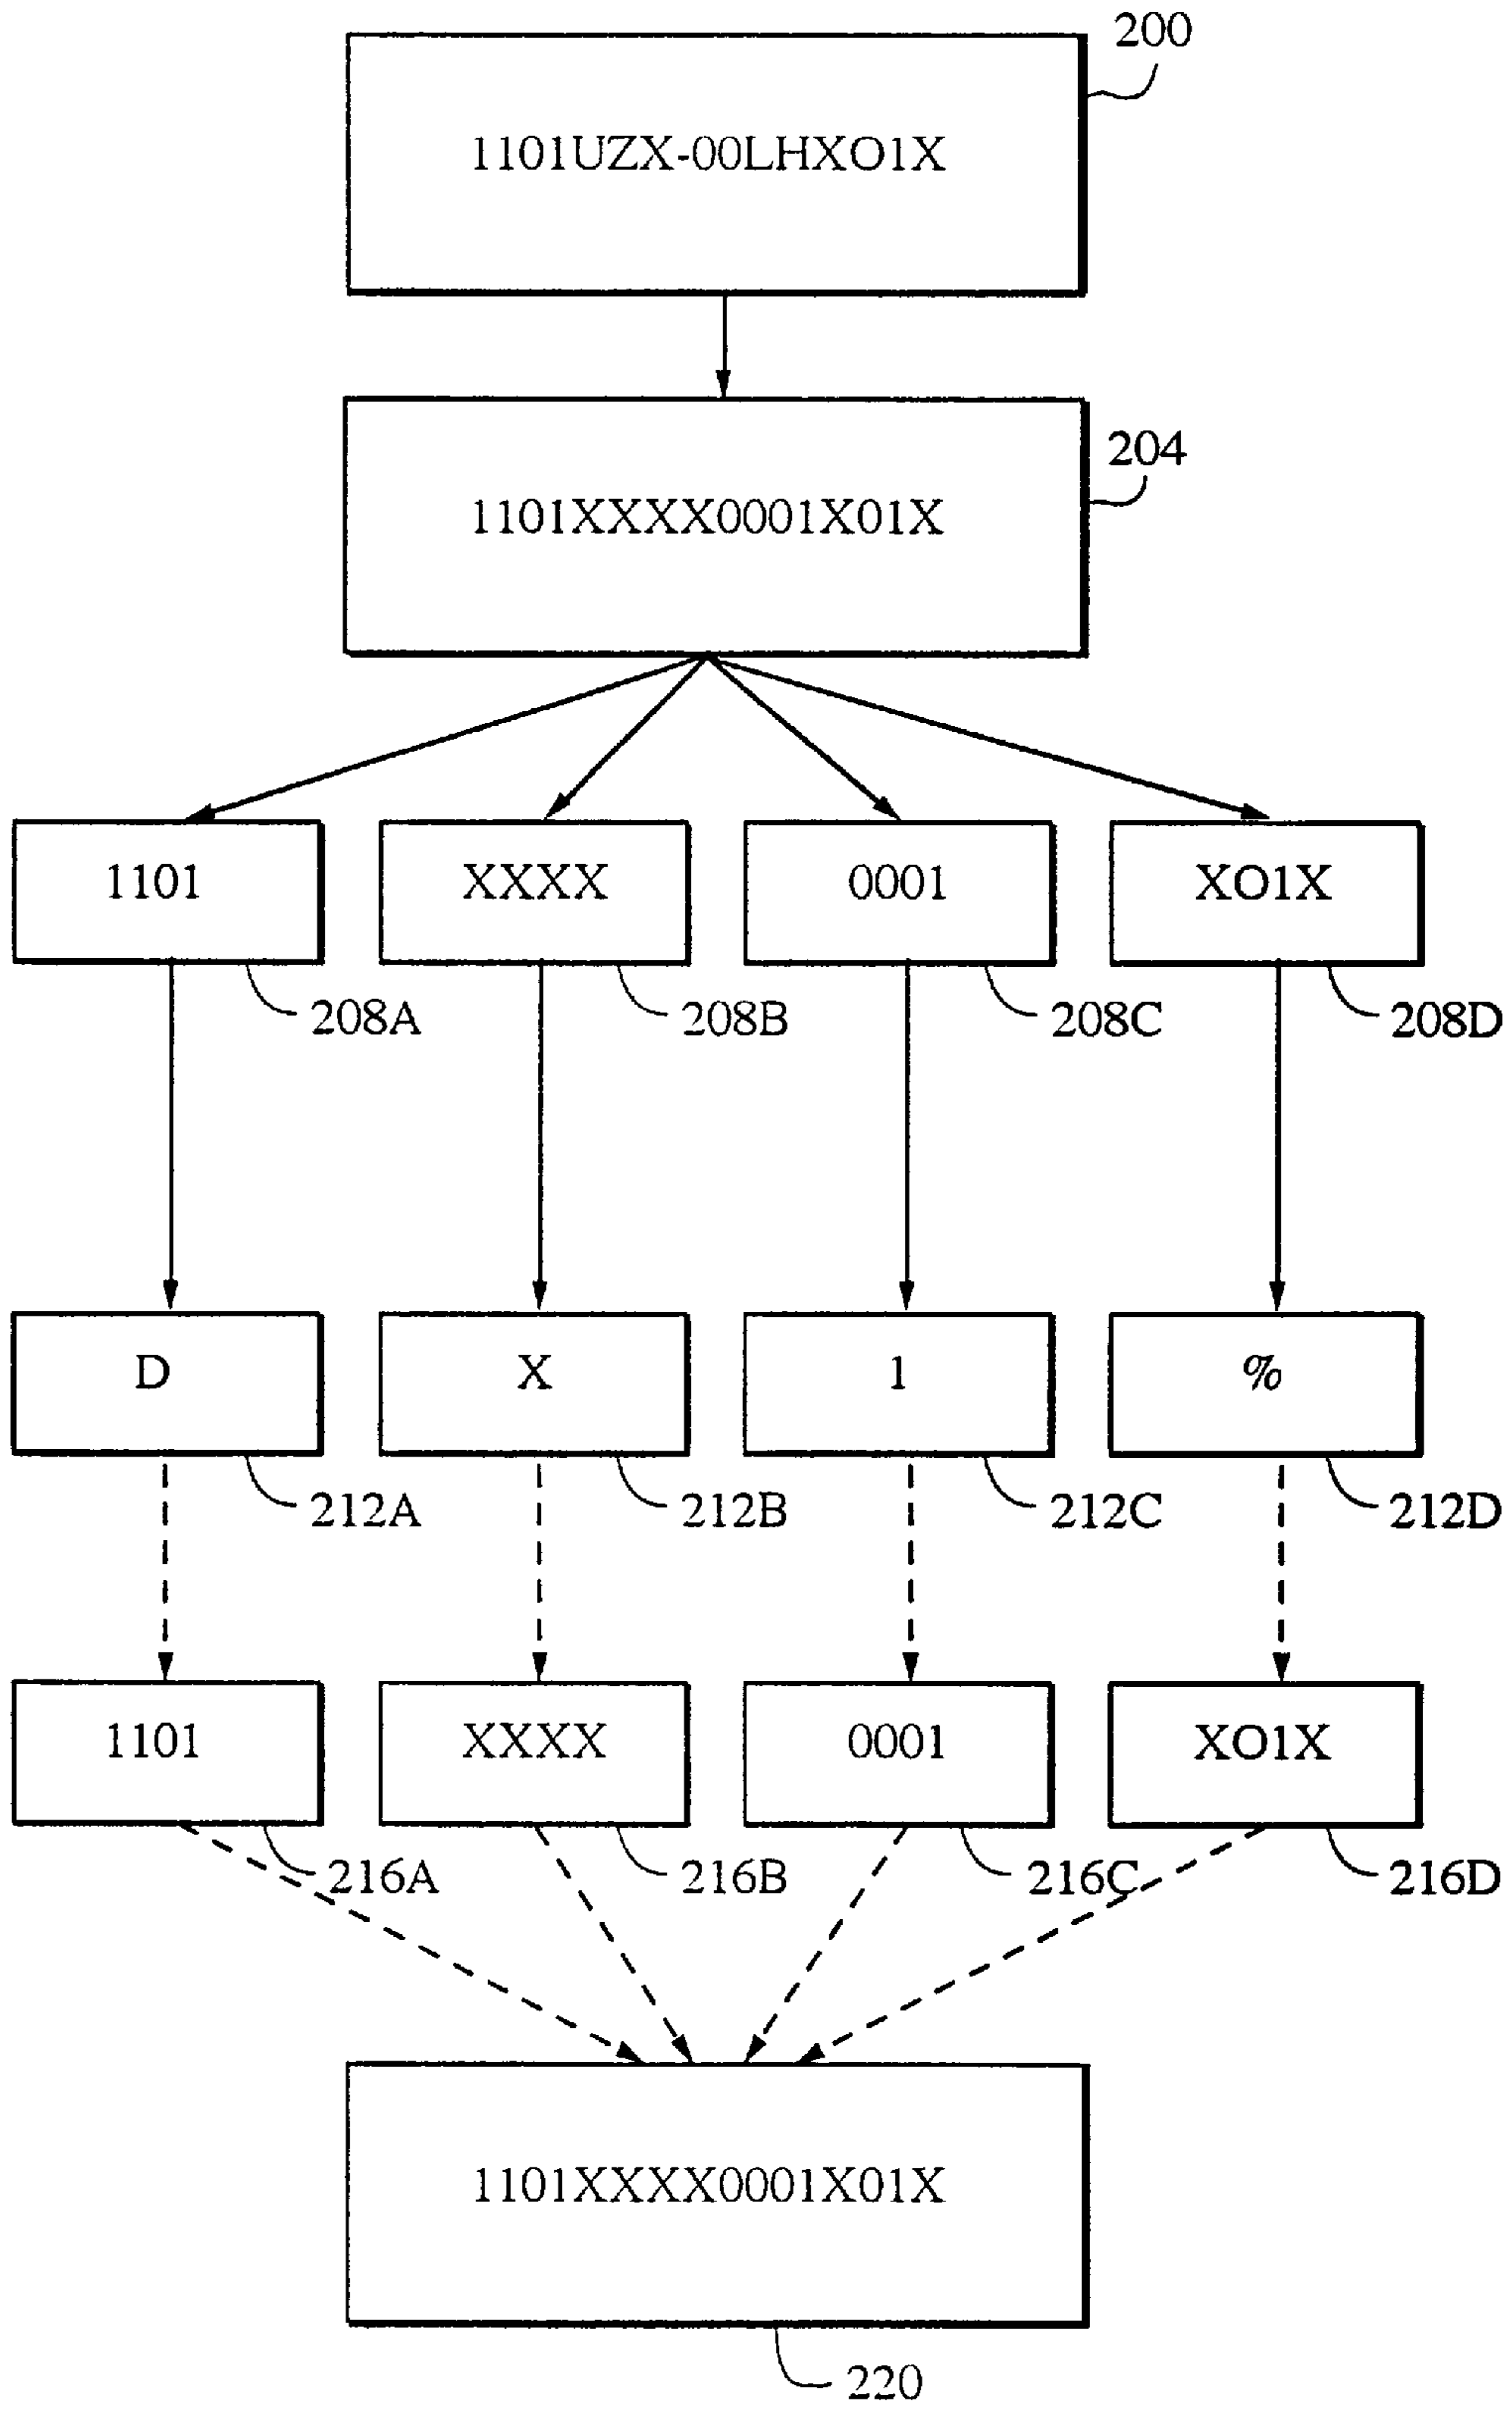 200
1101UZX-00LHXO1X
204
1101XXXX0001X01X
1101
XXXX
0001
XO1X
208A
208B
208C
208D
D
X
1
%
212A
212B
212C
212D
1101
XXXX
0001
XO1X
216A
216B
216C
216D
1101XXXX0001X01X
220